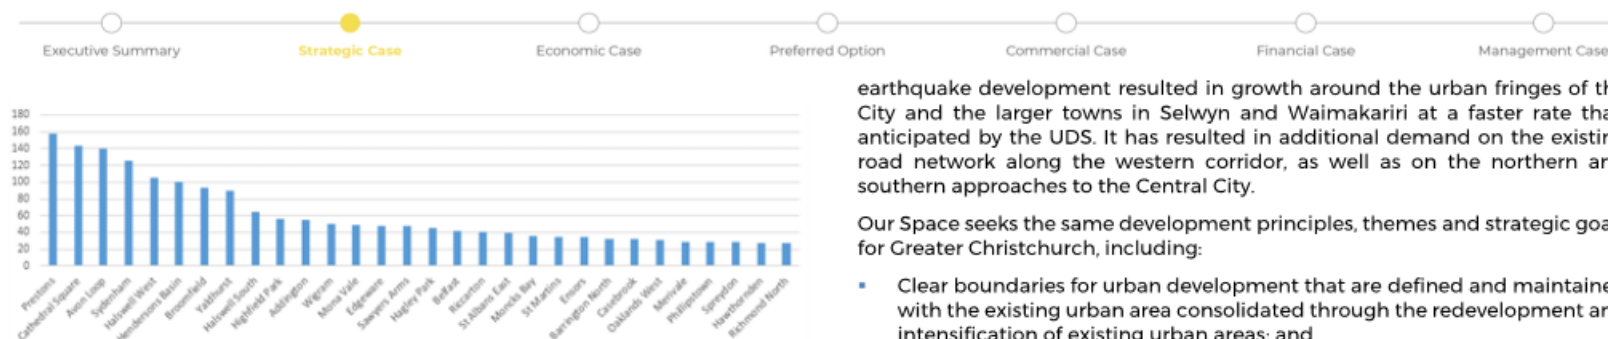 Executive Summary
Strategic Case
Economic Case
Preferred Option
Commercial Case
Financial Case
Management Case
180
160
140
120
100
80
60
40
20
0
Prestons
Cathedral Square
Avon Loop
Sydenham
Halswell West
Hendersons Basin
Broomfield
Yaldhurst
Halswell South
Highfield Park
Addington
Wigram
Mona Vale
Edgeware
Sawyers Arms
Hagley Park
Belfast
Riccarton
St Albans East
Moncks Bay
St Martins
Ensors
Barrington North
Casebrook
Oaklands West
Merivale
Phillipstown
Spreydon
Hawthornden
Richmond North
earthquake development resulted in growth around the urban fringes of
City and the larger towns in Selwyn and Waimakariri at a faster rate
anticipated by the UDS. It has resulted in additional demand on the
road network along the western corridor, as well as on the northern
southern approaches to the Central City.
Our Space seeks the same development principles, themes and strategic
for Greater Christchurch, including:
▪ Clear boundaries for urban development that are defined and
with the existing urban area consolidated through the redevelopment
intensification of existing urban areas; and